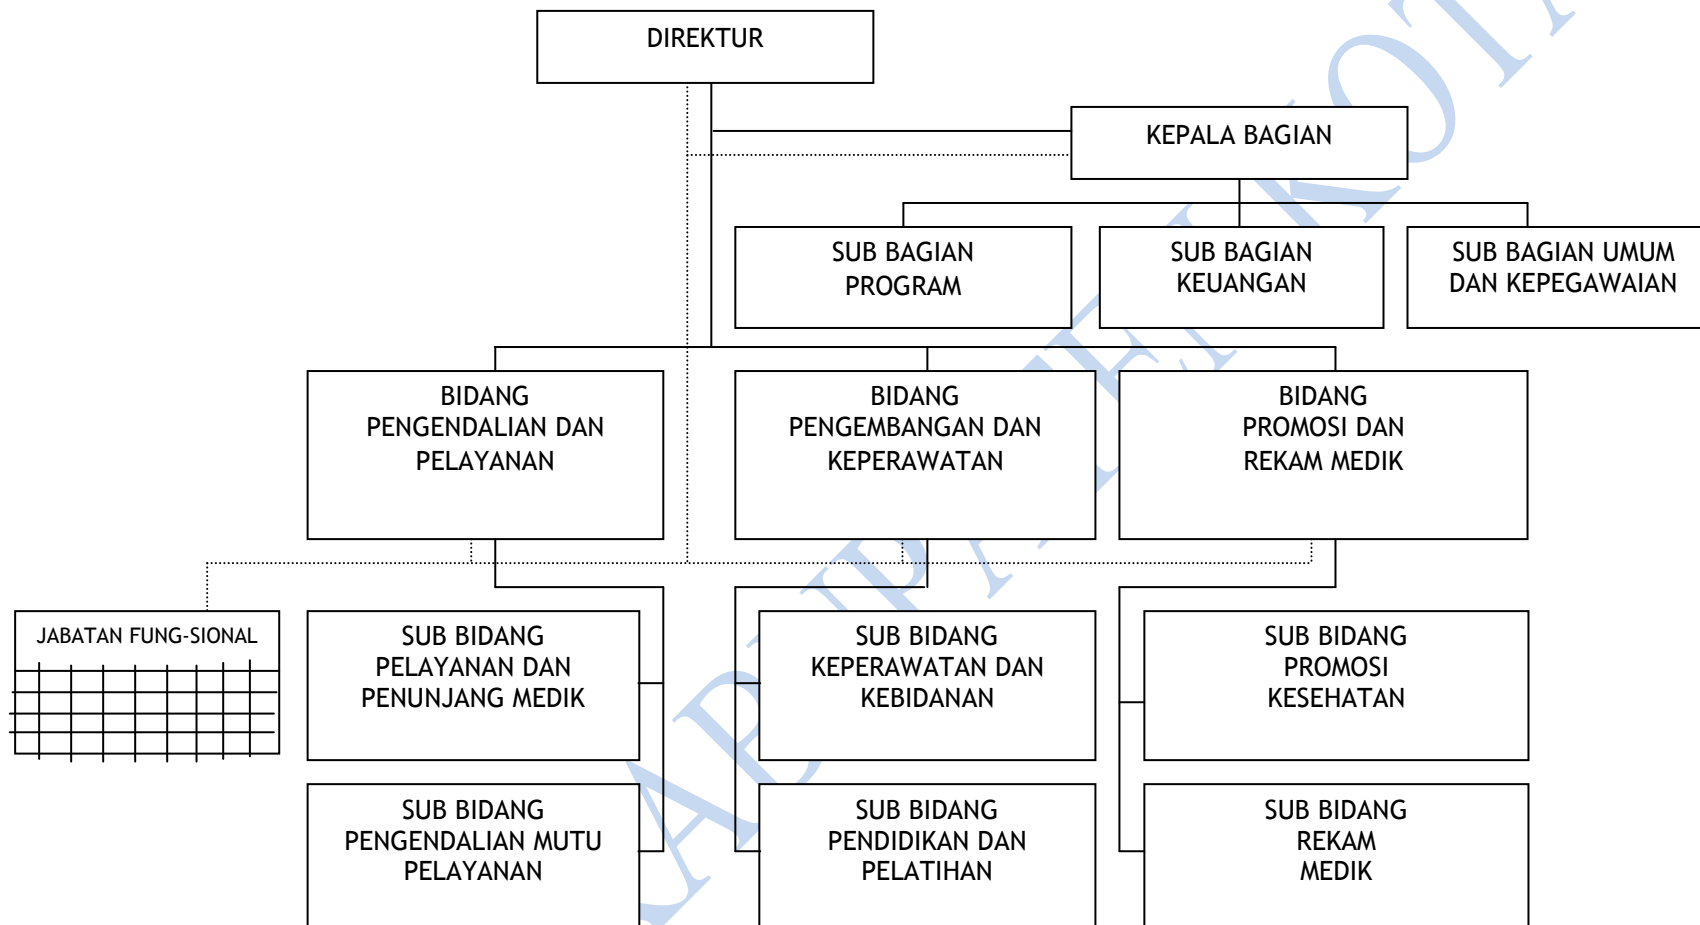 DIREKTUR
KEPALA BAGIAN
SUB BAGIAN
PROGRAM
SUB BAGIAN
KEUANGAN
SUB BAGIAN UMUM
DAN KEPEGAWAIAN
BIDANG
PENGENDALIAN DAN
PELAYANAN
BIDANG
PENGEMBANGAN DAN
KEPERAWATAN
BIDANG
PROMOSI DAN
REKAM MEDIK
JABATAN FUNG-SIONAL
SUB BIDANG
PELAYANAN DAN
PENUNJANG MEDIK
SUB BIDANG
KEPERAWATAN DAN
KEBIDANAN
SUB BIDANG
PROMOSI
KESEHATAN
SUB BIDANG
PENGENDALIAN MUTU
PELAYANAN
SUB BIDANG
PENDIDIKAN DAN
PELATIHAN
SUB BIDANG
REKAM
MEDIK